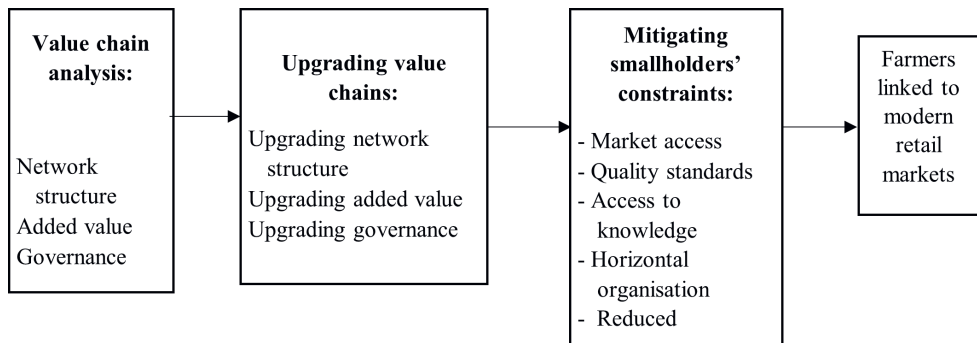 Value chain
analysis:
Network
structure
Added value
Governance
Upgrading value
chains:
Upgrading network
structure
Upgrading added value
Upgrading governance
Mitigating
smallholders’
constraints:
- Market access
- Quality standards
- Access to
knowledge
- Horizontal
organisation
- Reduced
Farmers
linked to
modern
retail
markets